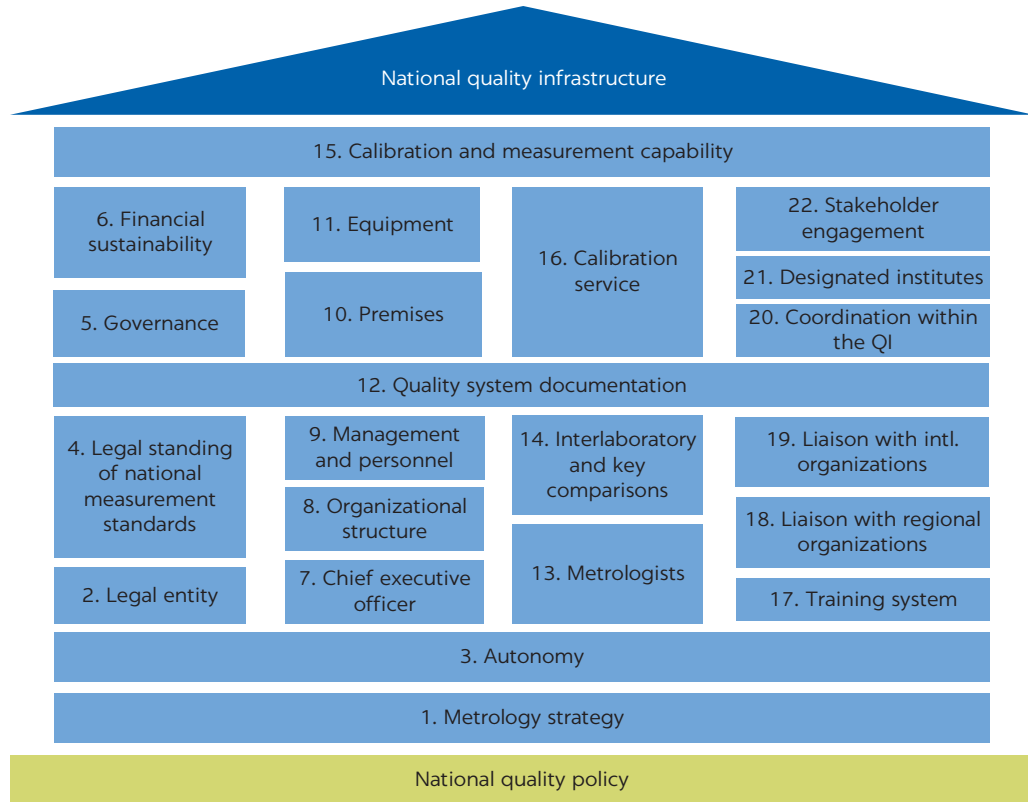 National quality infrastructure
15. Calibration and measurement capability
6. Financial
sustainability
11. Equipment
16. Calibration
service
22. Stakeholder
engagement
21. Designated institutes
5. Governance
10. Premises
20. Coordination within
the QI
12. Quality system documentation
4. Legal standing
of national
measurement
standards
9. Management
and personnel
14. Interlaboratory
and key
comparisons
19. Liaison with intl.
organizations
8. Organizational
structure
18. Liaison with regional
organizations
2. Legal entity
7. Chief executive
officer
13. Metrologists
17. Training system
3. Autonomy
1. Metrology strategy
National quality policy